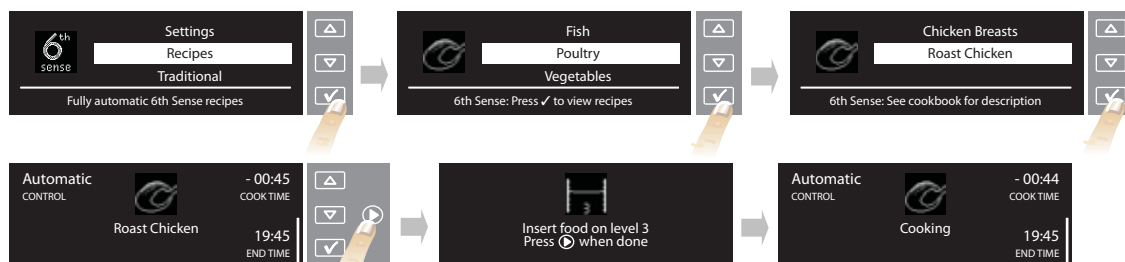 6th
sense
Settings
Recipes
Traditional
Fully automatic 6th Sense recipes
Fish
Poultry
Vegetables
6th Sense: Press ✓ to view recipes
Chicken Breasts
Roast Chicken
6th Sense: See cookbook for description
Automatic
CONTROL
- 00:45
COOK TIME
Roast Chicken
19:45
END TIME
3
Insert food on level 3
Press when done
Automatic
CONTROL
- 00:44
COOK TIME
Cooking
19:45
END TIME